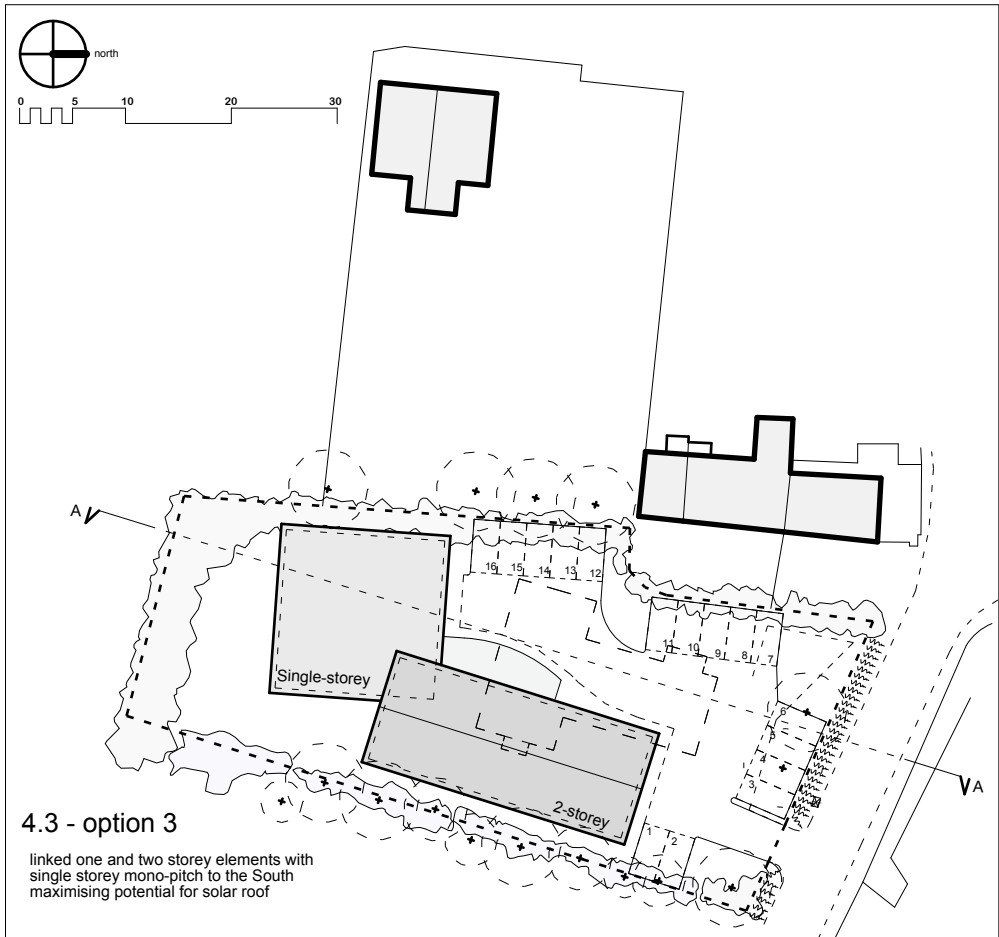 north
0 5 10 20 30
A
16 15 14 13 12
11 10 9 8 7
Single-storey
6
5
4
3
A
2-storey
1 2
4.3 - option 3
linked one and two storey elements with
single storey mono-pitch to the South
maximising potential for solar roof